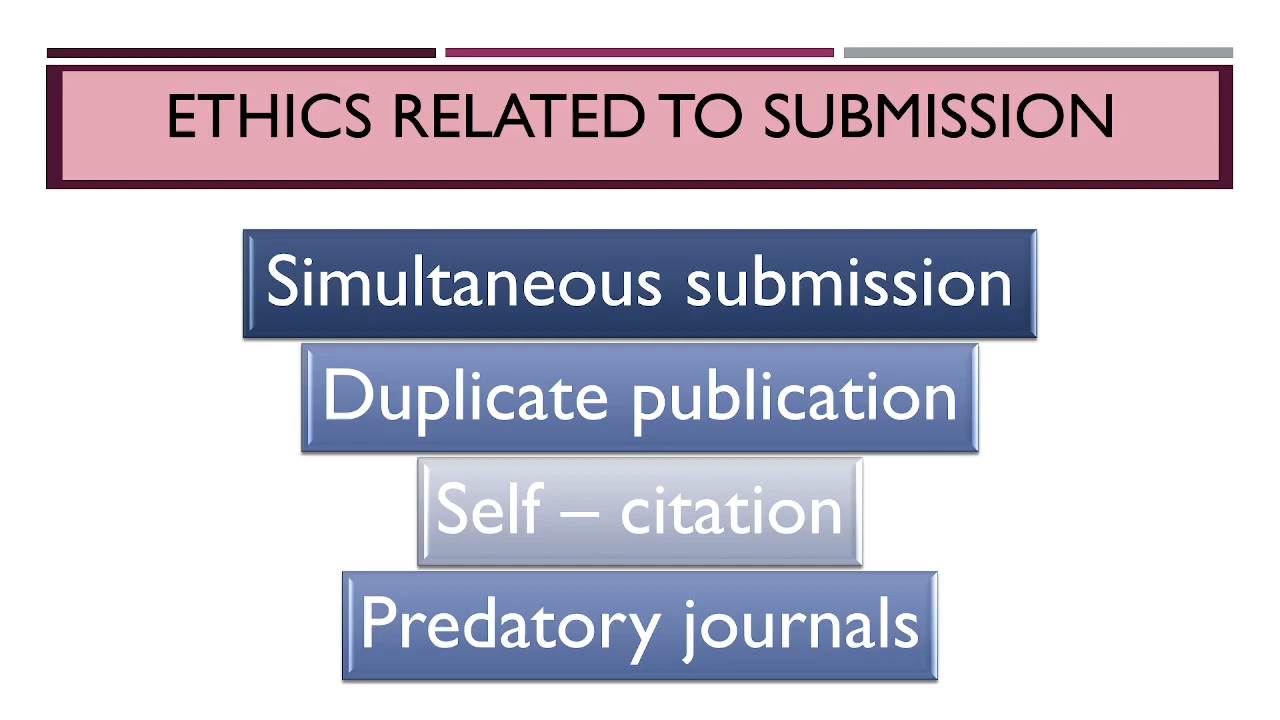 ETHICS RELATED TO SUBMISSION
Simultaneous submission
Duplicate publication
Self – citation
Predatory journals